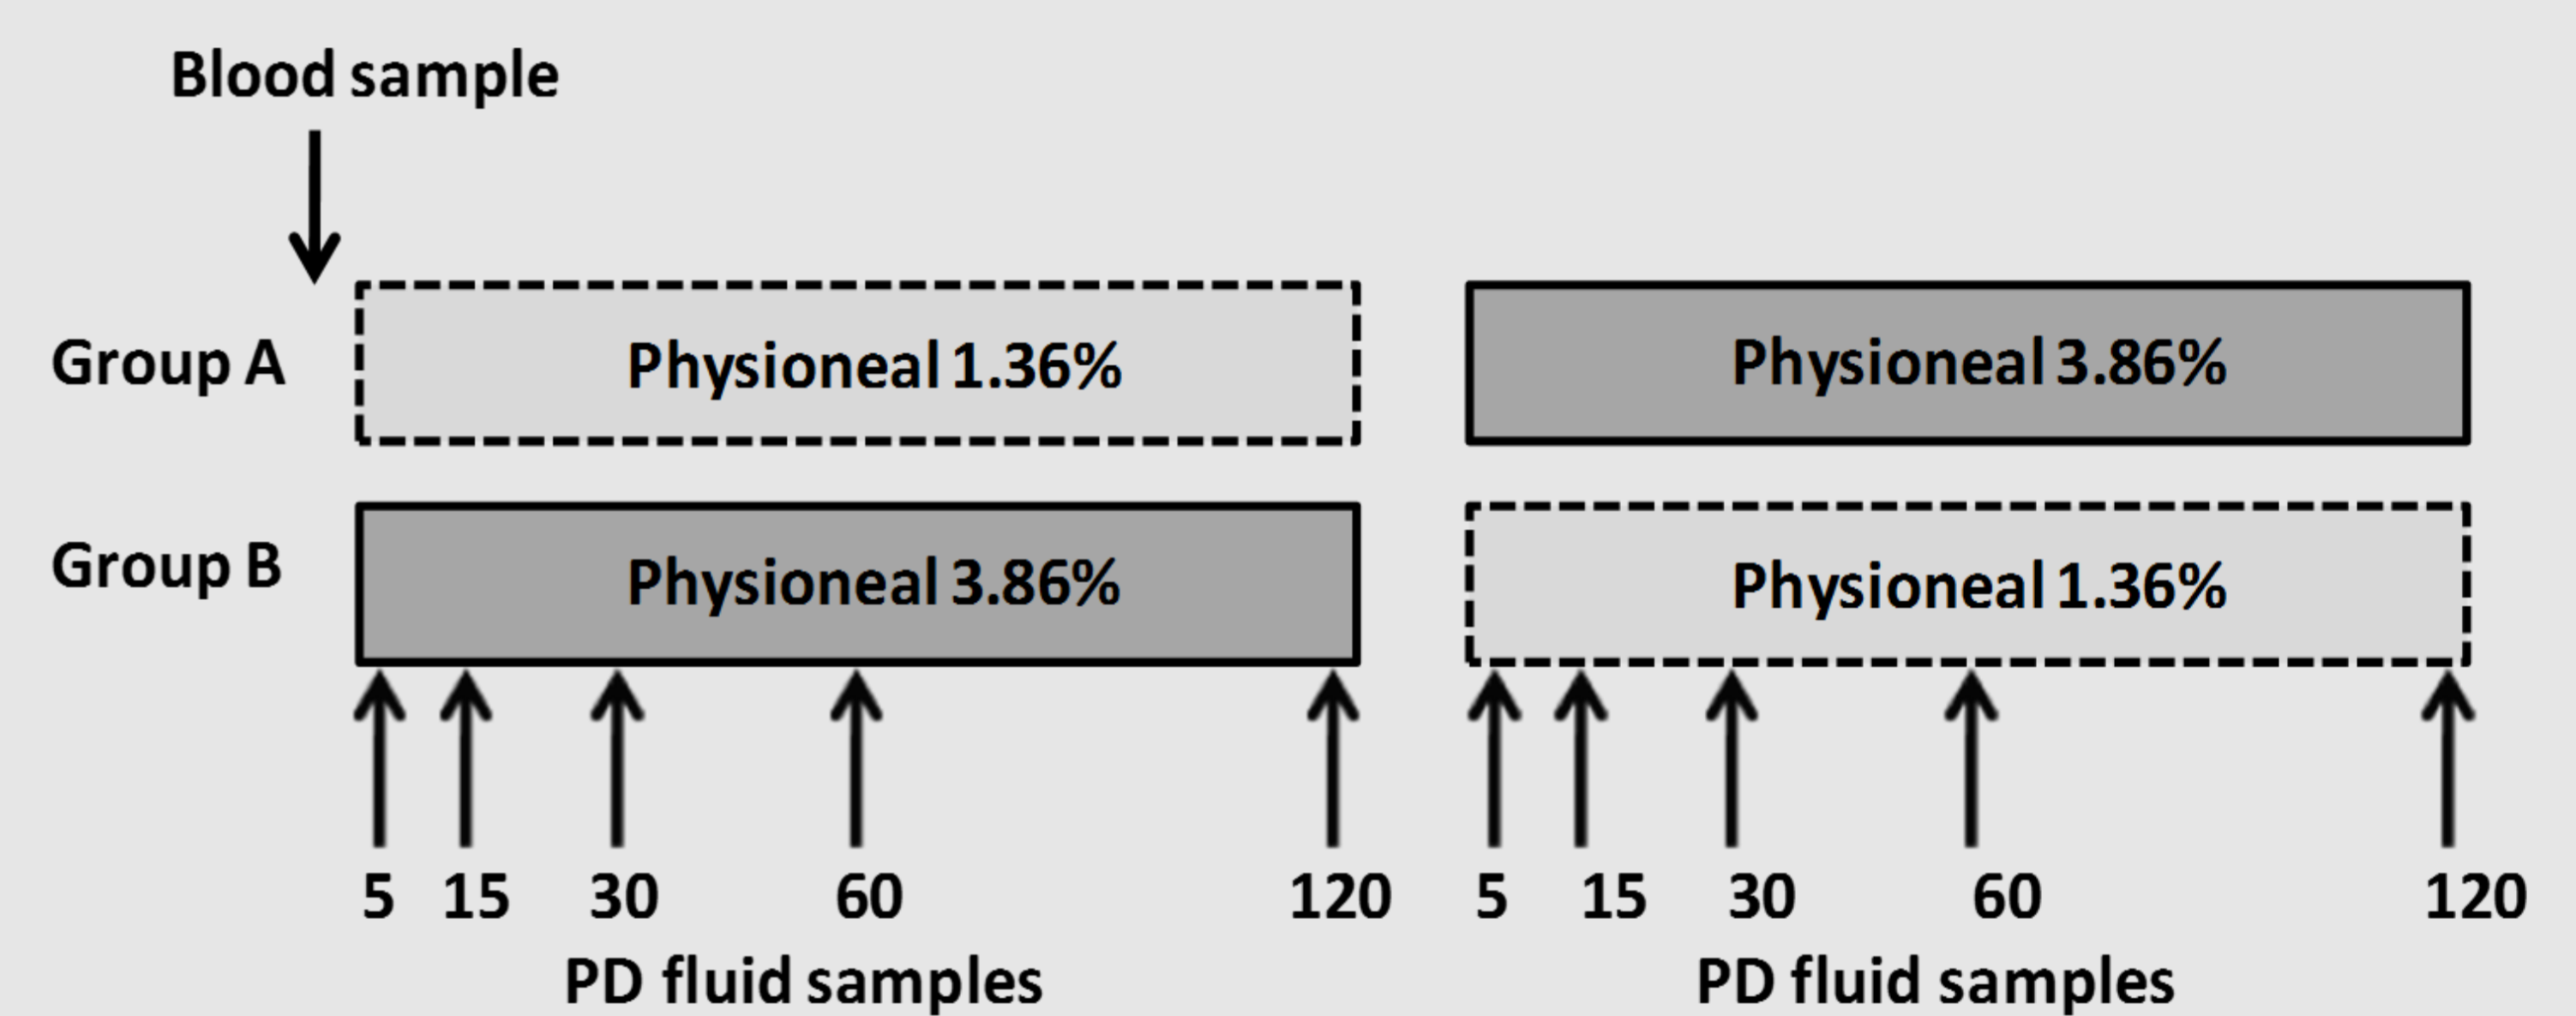 Blood sample
Group A
Physioneal 1.36%
Physioneal 3.86%
Group B
Physioneal 3.86%
Physioneal 1.36%
5 15 30 60 120 5 15 30 60 120
PD fluid samples
PD fluid samples